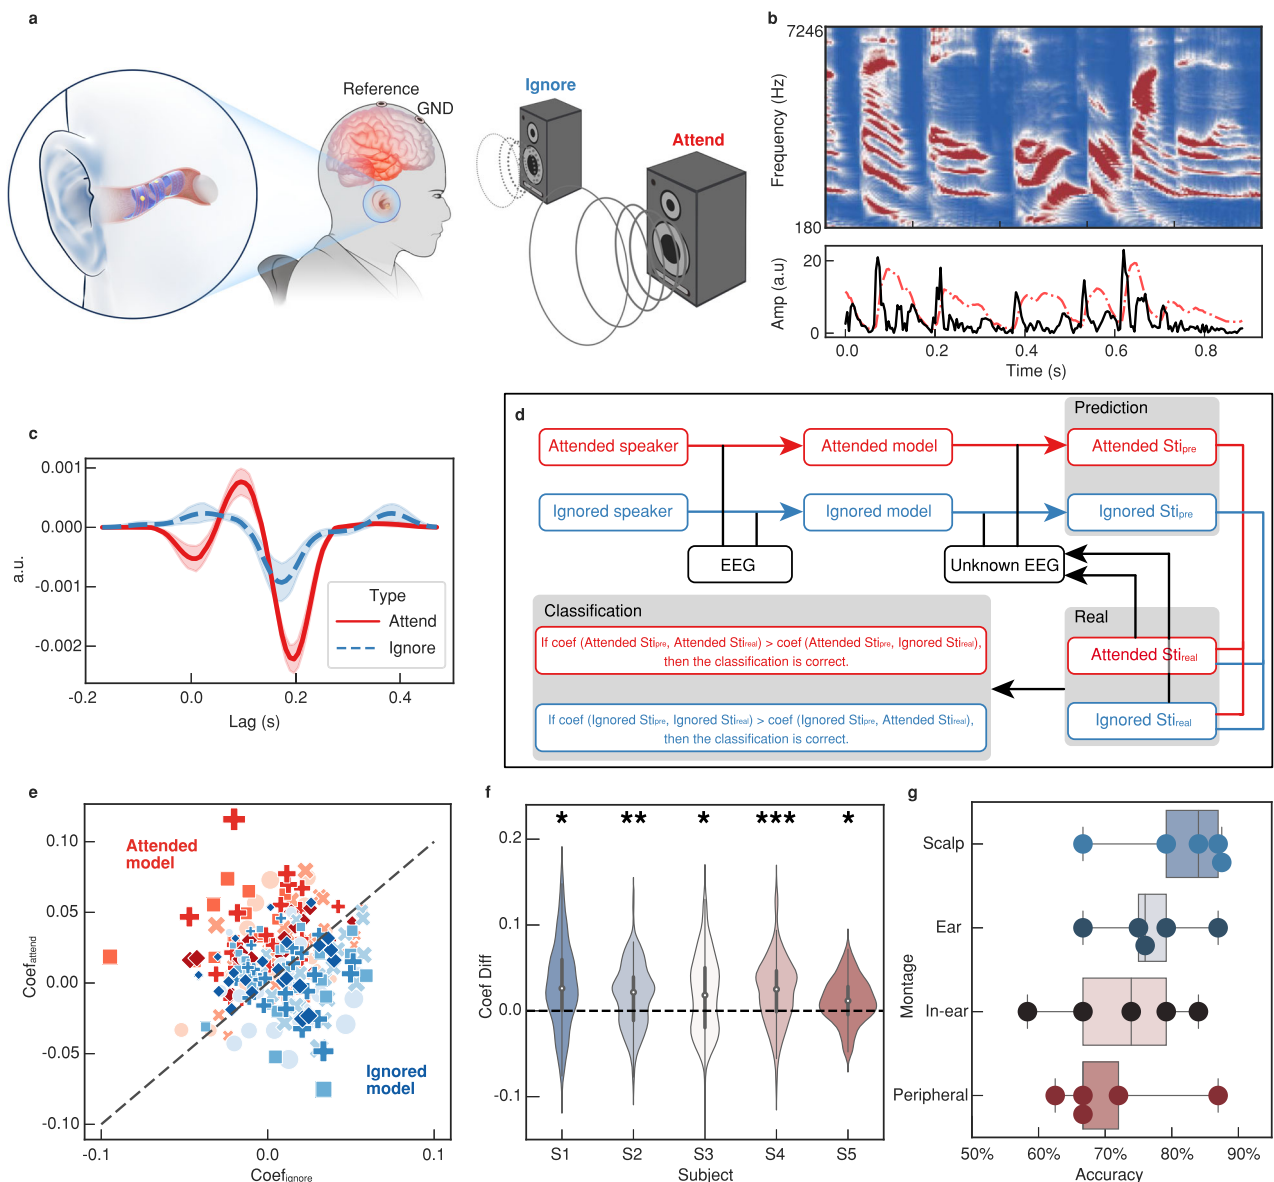 a
Reference
GND
Ignore
Attend
b
7246
180
Frequency (Hz)
20
0
Amp (a.u)
0.0 0.2 0.4 0.6 0.8
Time (s)
c
0.001
0.000
-0.001
-0.002
a.u.
-0.2 0.0 0.2 0.4
Lag (s)
Type
Attend
Ignore
d
Prediction
Attended speaker
Attended model
Attended Stipre
Ignored speaker
Ignored model
Ignored Stipre
EEG
Unknown EEG
Classification
If coef (Attended Stipre, Attended Stireal) > coef (Attended Stipre, Ignored Stireal),
then the classification is correct.
If coef (Ignored Stipre, Ignored Stireal) > coef (Ignored Stipre, Attended Stireal),
then the classification is correct.
Real
Attended Stireal
Ignored Stireal
e
0.10
0.05
0.00
-0.05
-0.10
Coefattend
Attended
model
Ignored
model
-0.1 0.0 0.1
Coefignore
f
* ** * *** *
0.2
0.1
0.0
-0.1
Coef Diff
S1 S2 S3 S4 S5
Subject
g
Scalp
Ear
In-ear
Peripheral
Montage
50% 60% 70% 80% 90%
Accuracy